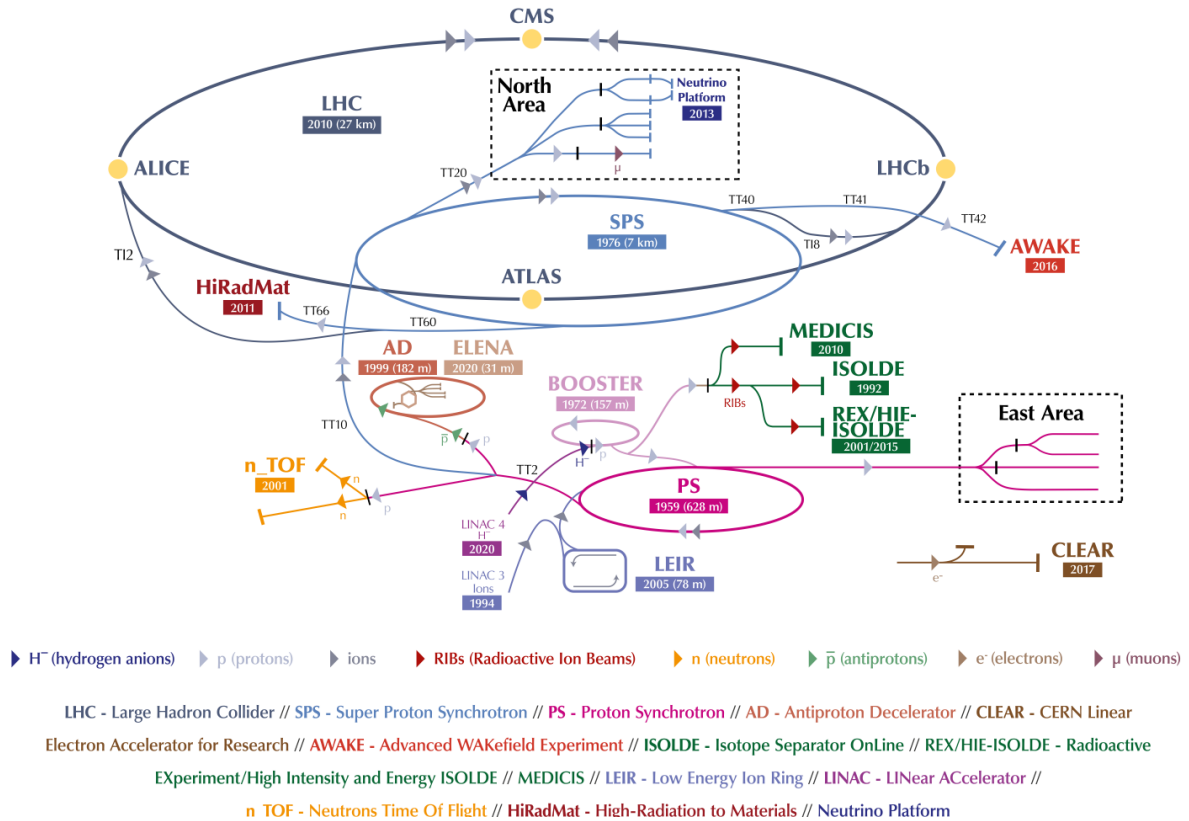 CMS
North
Area
Neutrino
Platform
2013
LHC
2010 (27 km)
μ
ALICE
LHCb
TT20
TT40
TT41
TT42
SPS
1976 (7 km)
TI8
AWAKE
2016
TI2
HiRadMat
2011
ATLAS
TT66
TT60
MEDICIS
2010
AD
1999 (182 m)
ELENA
2020 (31 m)
ISOLDE
1992
BOOSTER
1972 (157 m)
RIBs
REX/HIE-
ISOLDE
2001/2015
East Area
TT10
p̅
p
p
H⁻
TT2
n_TOF
2001
n
n
p
PS
1959 (628 m)
LINAC 4
H⁻
2020
LINAC 3
Ions
1994
LEIR
2005 (78 m)
e⁻
CLEAR
2017
H⁻ (hydrogen anions)
p (protons)
ions
RIBs (Radioactive Ion Beams)
n (neutrons)
p̅ (antiprotons)
e⁻ (electrons)
μ (muons)
LHC - Large Hadron Collider // SPS - Super Proton Synchrotron // PS - Proton Synchrotron // AD - Antiproton Decelerator // CLEAR - CERN Linear
Electron Accelerator for Research // AWAKE - Advanced WAKefield Experiment // ISOLDE - Isotope Separator OnLine // REX/HIE-ISOLDE - Radioactive
EXperiment/High Intensity and Energy ISOLDE // MEDICIS // LEIR - Low Energy Ion Ring // LINAC - LINear ACcelerator //
n_TOF - Neutrons Time Of Flight // HiRadMat - High-Radiation to Materials // Neutrino Platform